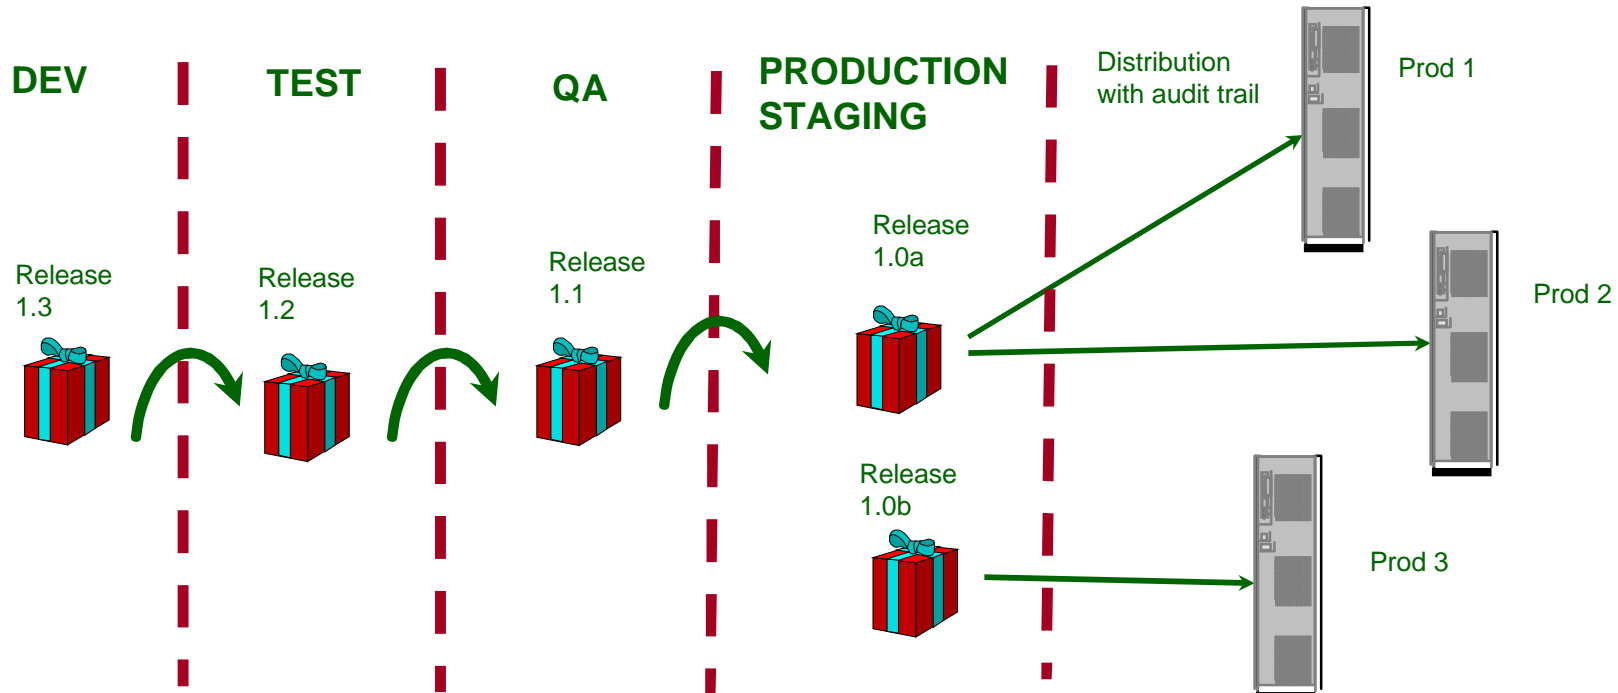 DEV
TEST
QA
PRODUCTION
STAGING
Distribution
with audit trail
Prod 1
Release
1.3
Release
1.2
Release
1.1
Release
1.0a
Prod 2
Release
1.0b
Prod 3